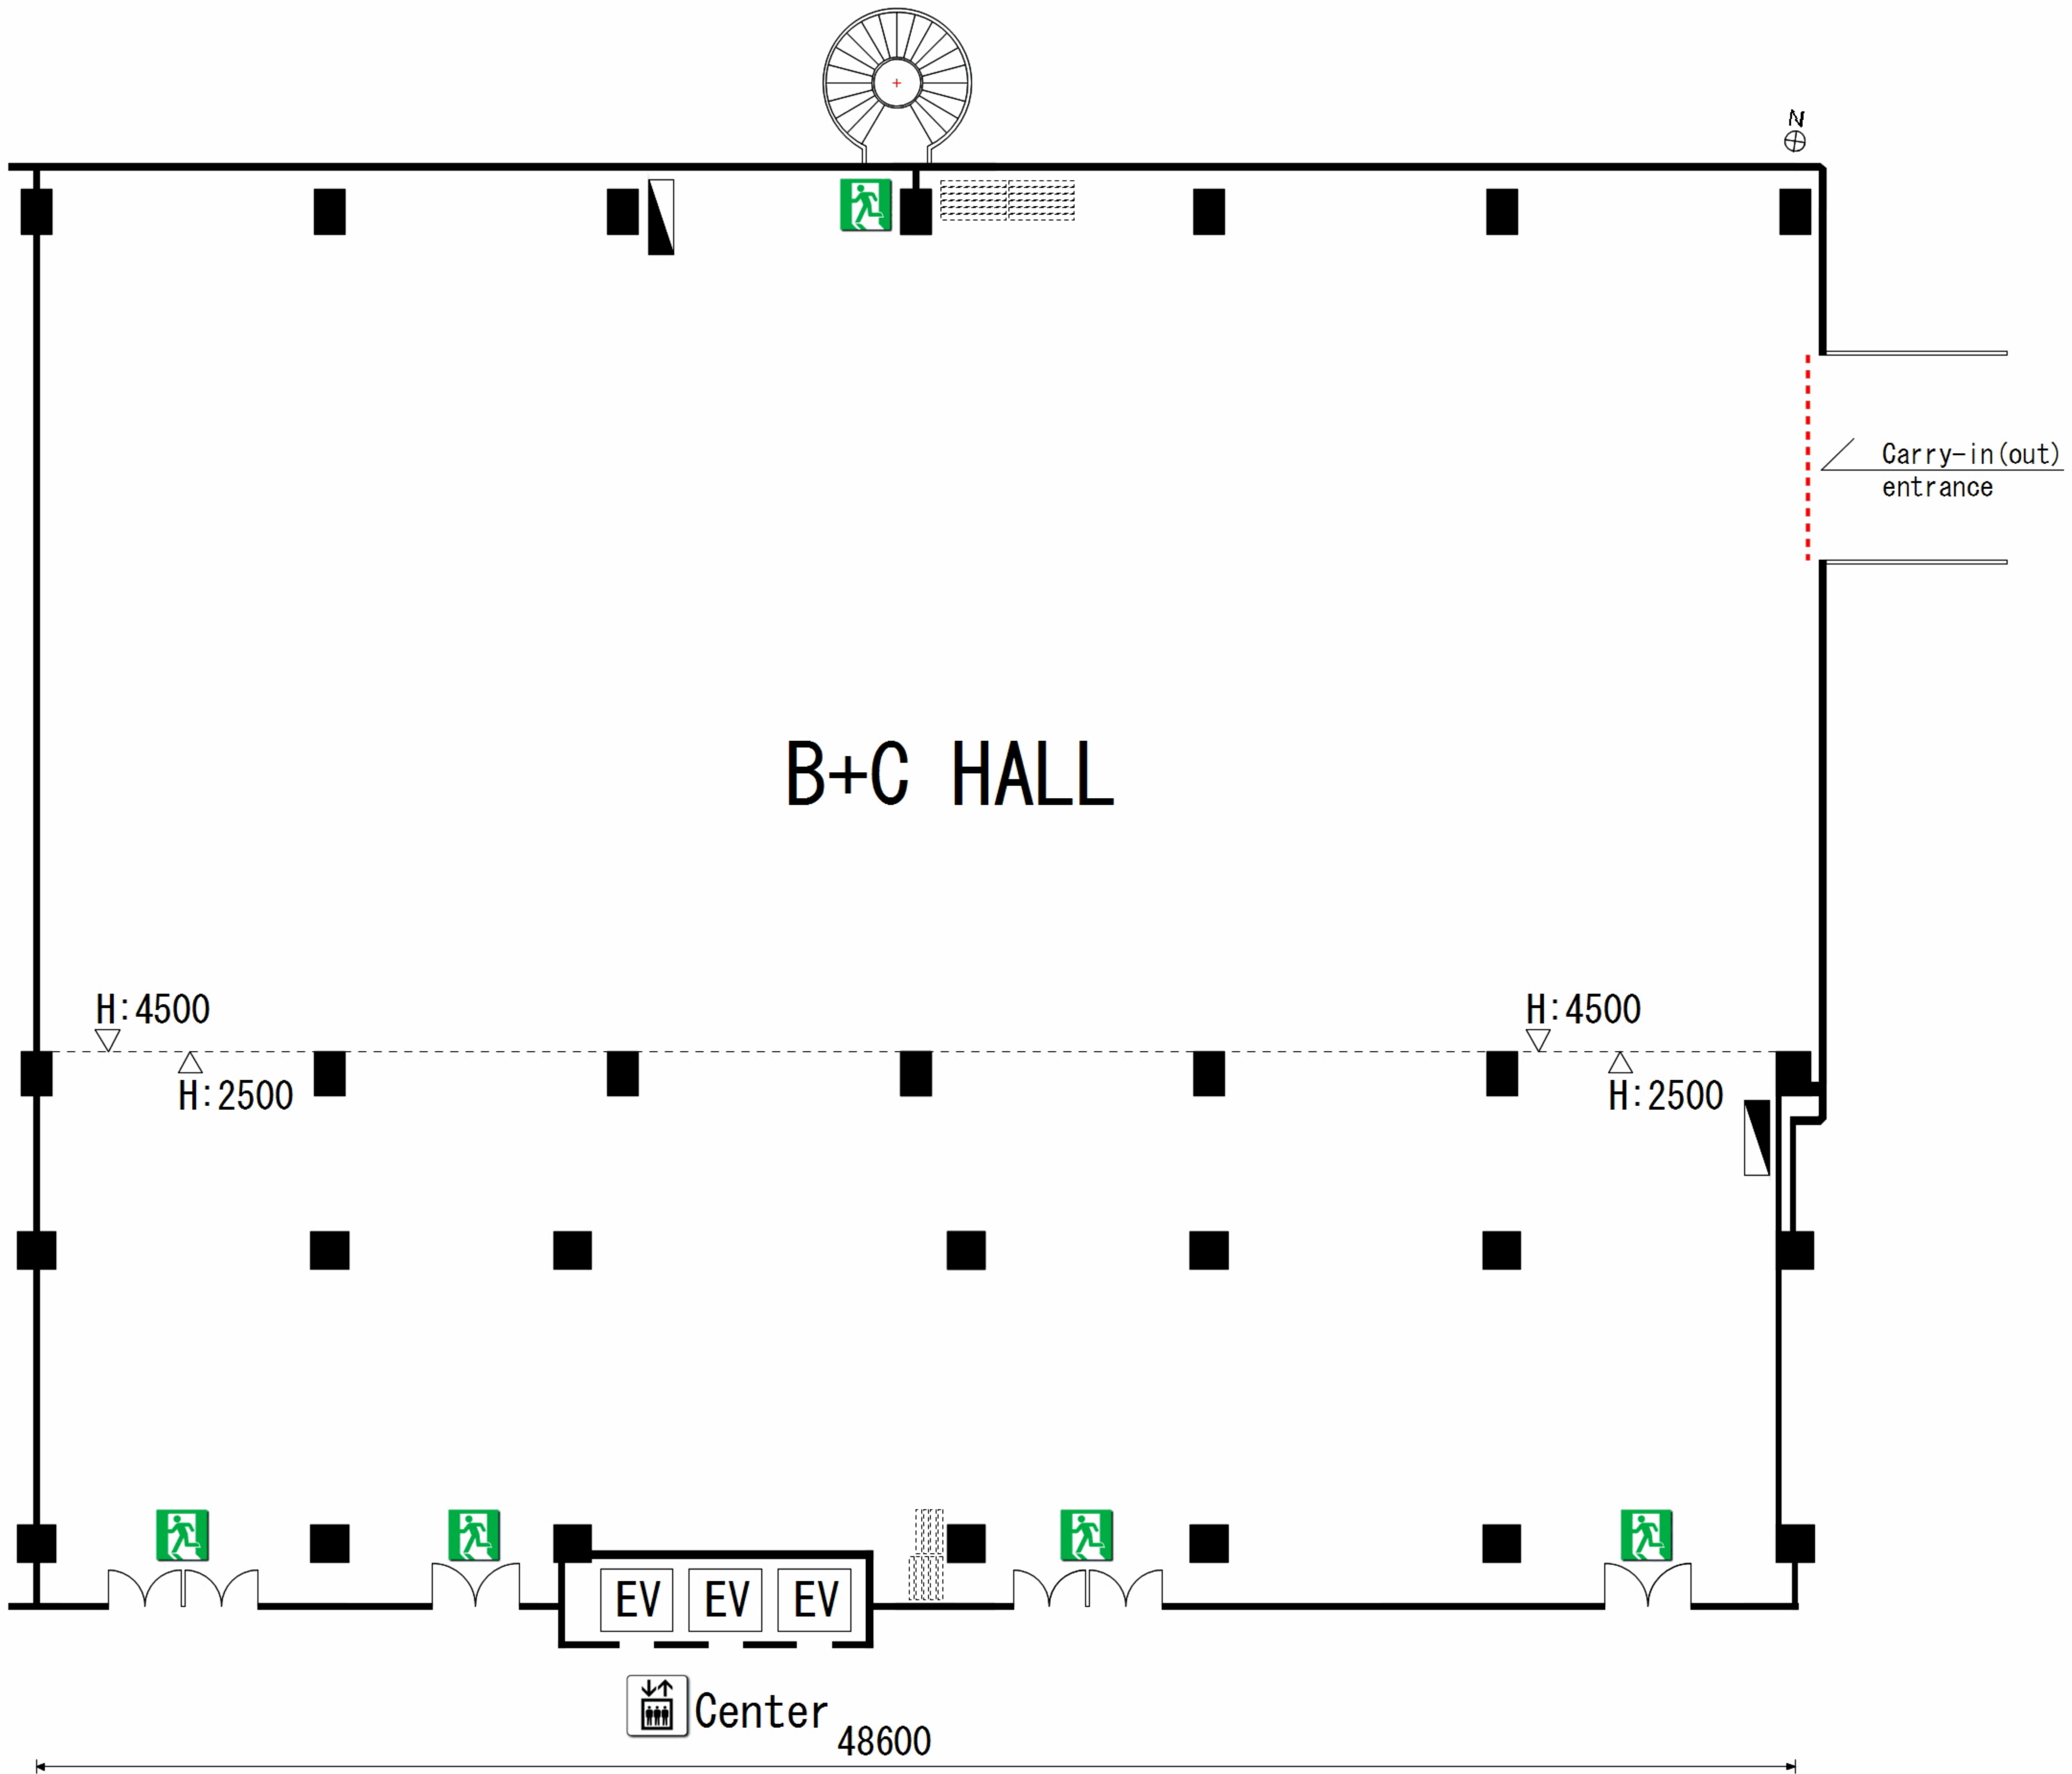 N
Carry-in(out)
entrance
B+C HALL
H:4500
H:4500
H:2500
H:2500
EV
EV
EV
Center
48600